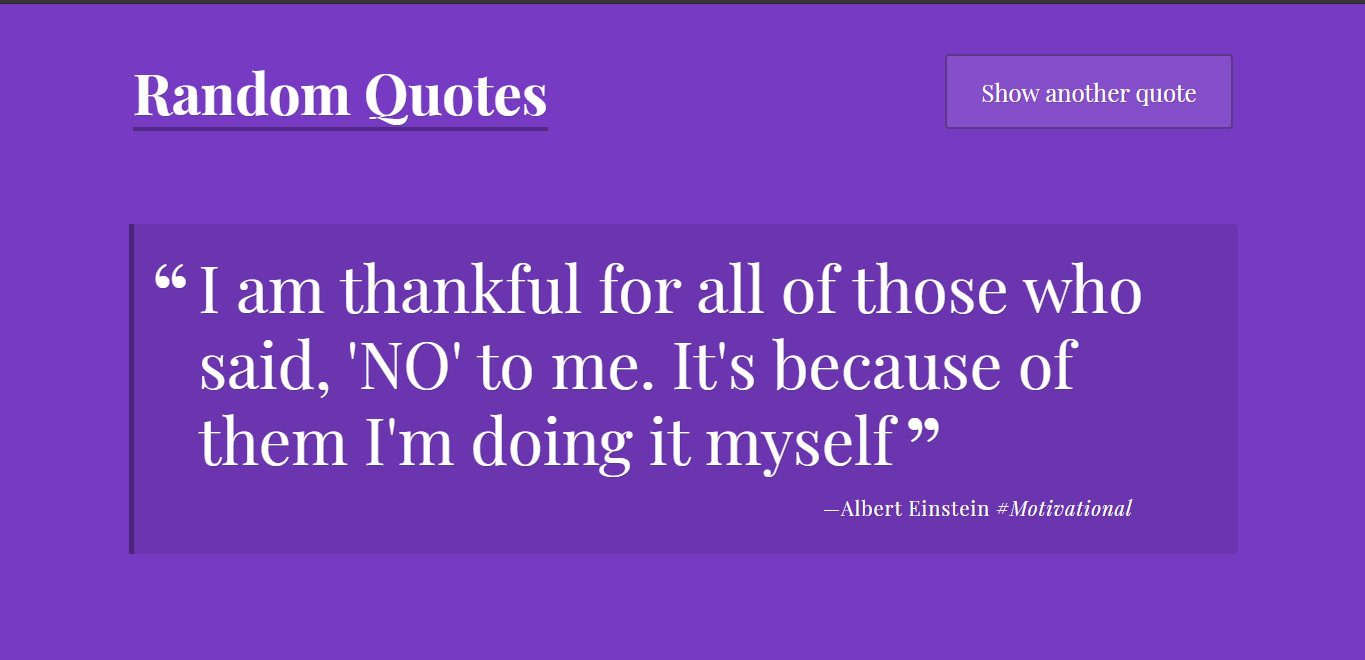 Random Quotes
Show another quote
“ I am thankful for all of those who
said, 'NO' to me. It's because of
them I'm doing it myself ”
—Albert Einstein #Motivational